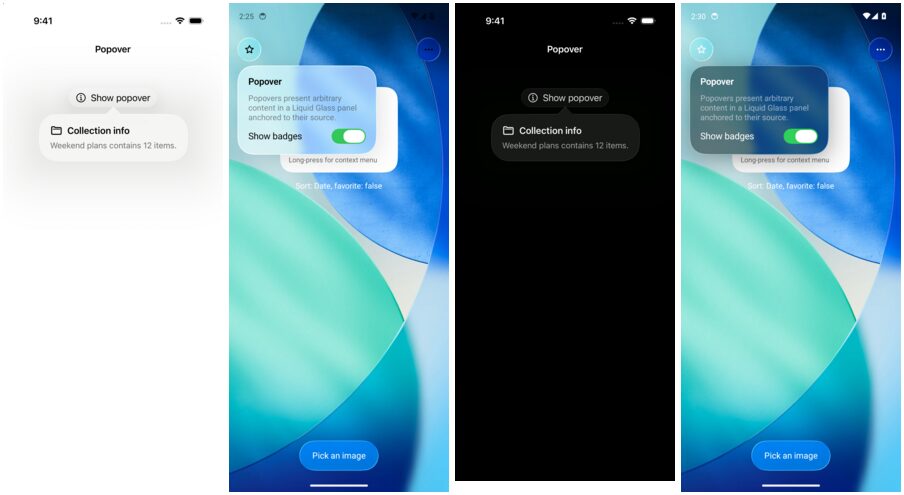 9:41
Popover
Show popover
Collection info
Weekend plans contains 12 items.
2:25
Popover
Popovers present arbitrary
content in a Liquid Glass panel
anchored to their source.
Show badges
Long-press for context menu
Sort: Date, favorite: false
Pick an image
9:41
Popover
Show popover
Collection info
Weekend plans contains 12 items.
2:30
Popover
Popovers present arbitrary
content in a Liquid Glass panel
anchored to their source.
Show badges
Long-press for context menu
Sort: Date, favorite: false
Pick an image